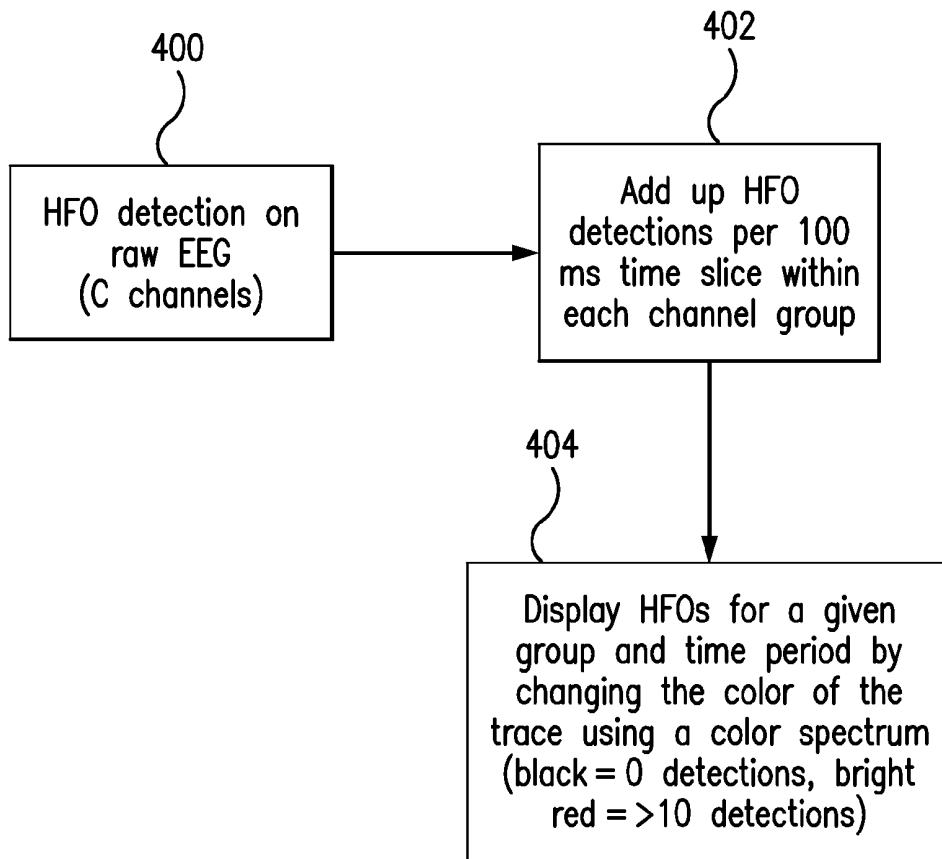 400
HFO detection on
raw EEG
(C channels)
402
Add up HFO
detections per 100
ms time slice within
each channel group
404
Display HFOs for a given
group and time period by
changing the color of the
trace using a color spectrum
(black = 0 detections, bright
red = >10 detections)